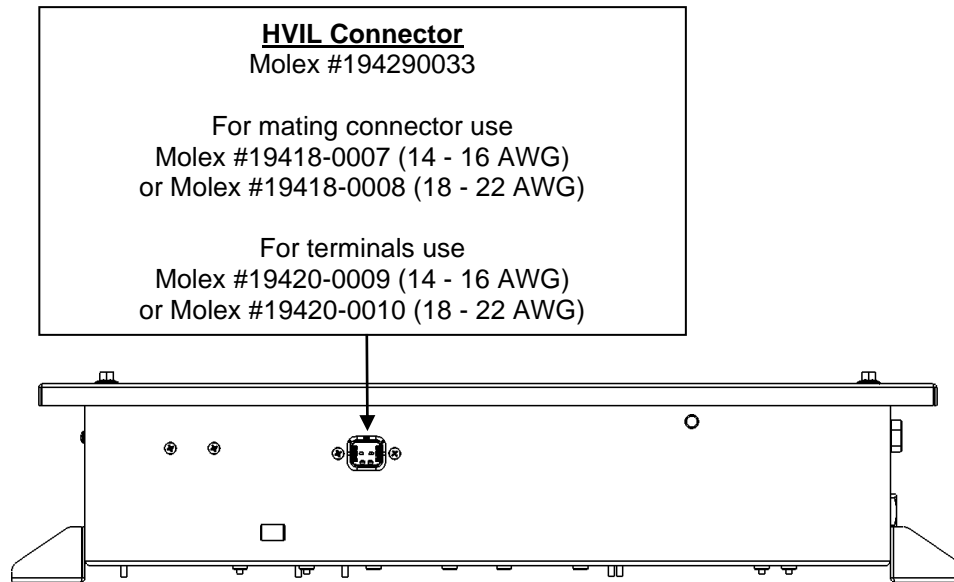 HVIL Connector
Molex #194290033
For mating connector use
Molex #19418-0007 (14 - 16 AWG)
or Molex #19418-0008 (18 - 22 AWG)
For terminals use
Molex #19420-0009 (14 - 16 AWG)
or Molex #19420-0010 (18 - 22 AWG)